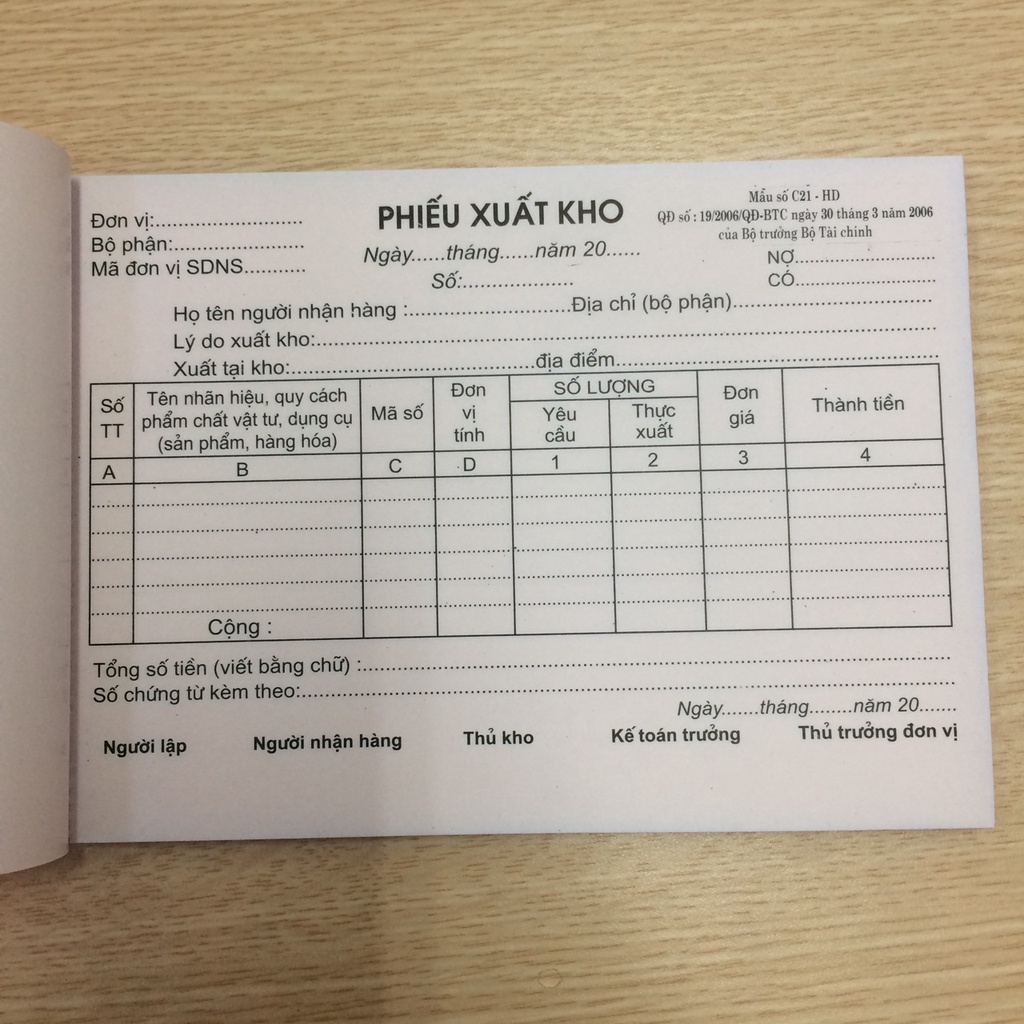 Đơn vị:........................
Bộ phận:......................
Mã đơn vị SDNS...........
PHIẾU XUẤT KHO
Ngày......tháng......năm 20......
Số:...................
Mẫu số C21 - HD
QĐ số : 19/2006/QĐ-BTC ngày 30 tháng 3 năm 2006
của Bộ trưởng Bộ Tài chính
NỢ........................
CÓ........................
Họ tên người nhận hàng :...........................Địa chỉ (bộ phận)..................................
Lý do xuất kho:..........................................................................................................
Xuất tại kho:.........................................địa điểm......................................................
Số TT
Tên nhãn hiệu, quy cách
phẩm chất vật tư, dụng cụ
(sản phẩm, hàng hóa)
Mã số
Đơn
vị
tính
SỐ LƯỢNG
Yêu
cầu
Thực
xuất
Đơn
giá
Thành tiền
A B C D 1 2 3 4
Cộng :
Tổng số tiền (viết bằng chữ) :....................................................................................................
Số chứng từ kèm theo:..............................................................................................................
Ngày.......tháng........năm 20.......
Người lập Người nhận hàng Thủ kho Kế toán trưởng Thủ trưởng đơn vị